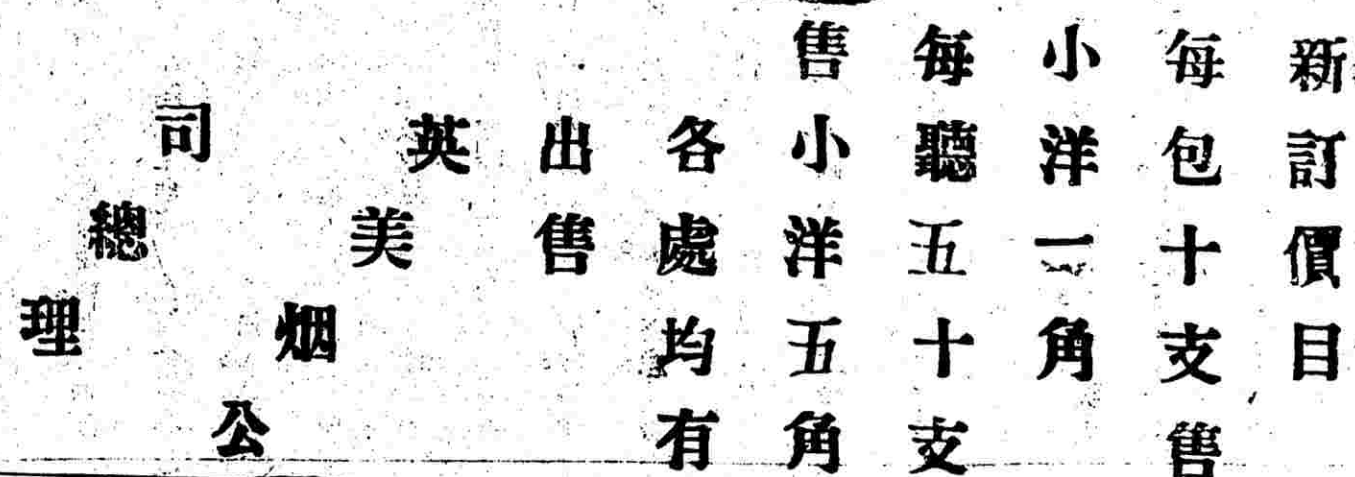 新訂價目
每包十支售
小洋一角
每聽五十支
售小洋五角
各處均有
出售
英美烟公司總理